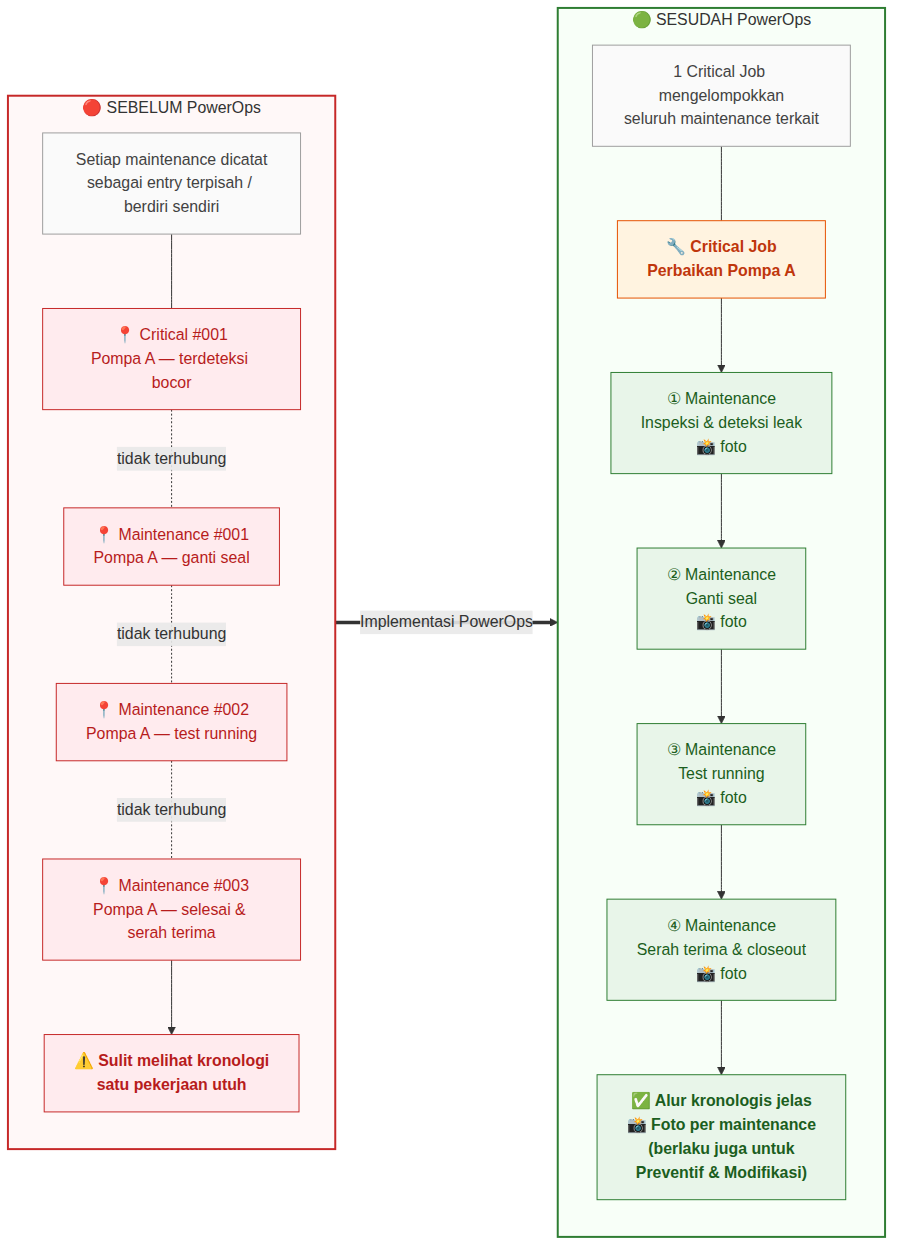 🔴 SEBELUM PowerOps
Setiap maintenance dicatat
sebagai entry terpisah /
berdiri sendiri
📍 Critical #001
Pompa A — terdeteksi
bocor
tidak terhubung
📍 Maintenance #001
Pompa A — ganti seal
tidak terhubung
📍 Maintenance #002
Pompa A — test running
tidak terhubung
📍 Maintenance #003
Pompa A — selesai &
serah terima
⚠️ Sulit melihat kronologi
satu pekerjaan utuh
Implementasi PowerOps
🟢 SESUDAH PowerOps
1 Critical Job
mengelompokkan
seluruh maintenance terkait
🔧 Critical Job
Perbaikan Pompa A
① Maintenance
Inspeksi & deteksi leak
📸 foto
② Maintenance
Ganti seal
📸 foto
③ Maintenance
Test running
📸 foto
④ Maintenance
Serah terima & closeout
📸 foto
✅ Alur kronologis jelas
📸 Foto per maintenance
(berlaku juga untuk
Preventif & Modifikasi)